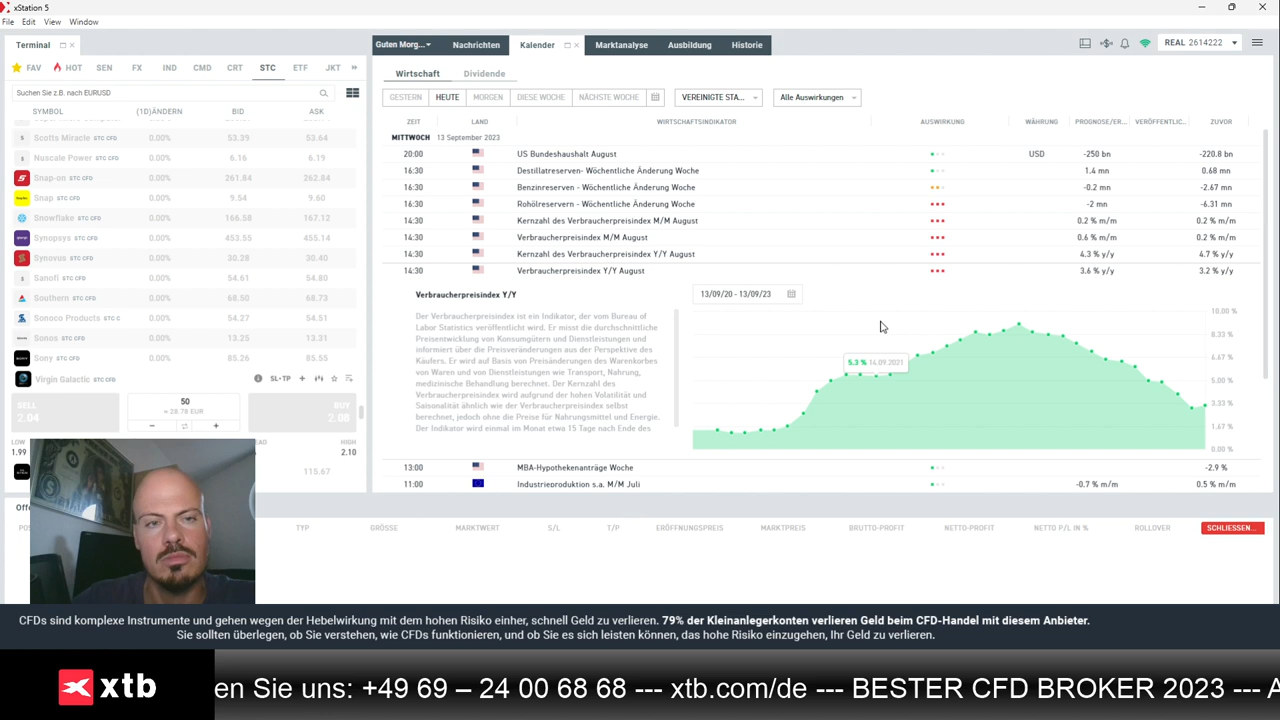 xStation 5
File Edit View Window
Terminal
Guten Morg... Nachrichten Kalender Marktanalyse Ausbildung Historie
REAL 2614222
FAV HOT SEN FX IND CMD CRT STC ETF JKT
Wirtschaft Dividende
Suchen Sie z.B. nach EURUSD
GESTERN HEUTE MORGEN DIESE WOCHE NÄCHSTE WOCHE VEREINIGTE STA... Alle Auswirkungen
SYMBOL (1D)ÄNDERN BID ASK
ZEIT LAND WIRTSCHAFTSINDIKATOR AUSWIRKUNG WÄHRUNG PROGNOSE/ER... VERÖFFENTLIC... ZUVOR
Scotts Miracle STC CFD 0.00% 53.39 53.64
Nuscale Power STC CFD 0.00% 6.16 6.19
Snap-on STC CFD 0.00% 261.84 262.84
Snap STC CFD 0.00% 9.54 9.60
Snowflake STC CFD 0.00% 166.58 167.12
Synopsys STC CFD 0.00% 453.55 455.14
Synovus STC CFD 0.00% 30.28 30.40
Sanofi STC CFD 0.00% 54.61 54.80
Southern STC CFD 0.00% 68.50 68.73
Sonoco Products STC C 0.00% 54.27 54.51
Sonos STC CFD 0.00% 13.25 13.31
Sony STC CFD 0.00% 85.26 85.55
Virgin Galactic STC CFD SL+TP
SELL 2.04
50
≈ 28.78 EUR
BUY 2.08
LOW 1.99
EAD
HIGH 2.10
115.67
MITTWOCH 13 September 2023
20:00 US Bundeshaushalt August USD -250 bn -220.8 bn
16:30 Destillatreserven- Wöchentliche Änderung Woche 1.4 mn 0.68 mn
16:30 Benzinreserven - Wöchentliche Änderung Woche -0.2 mn -2.67 mn
16:30 Rohölreservern - Wöchentliche Änderung Woche -2 mn -6.31 mn
14:30 Kernzahl des Verbraucherpreisindex M/M August 0.2 % m/m 0.2 % m/m
14:30 Verbraucherpreisindex M/M August 0.6 % m/m 0.2 % m/m
14:30 Kernzahl des Verbraucherpreisindex Y/Y August 4.3 % y/y 4.7 % y/y
14:30 Verbraucherpreisindex Y/Y August 3.6 % y/y 3.2 % y/y
Verbraucherpreisindex Y/Y
13/09/20 - 13/09/23
Der Verbraucherpreisindex ist ein Indikator, der vom Bureau of
Labor Statistics veröffentlicht wird. Er misst die durchschnittliche
Preisentwicklung von Konsumgütern und Dienstleistungen und
informiert über die Preisveränderungen aus der Perspektive des
Käufers. Er wird auf Basis von Preisänderungen des Warenkorbes
von Waren und von Dienstleistungen wie Transport, Nahrung,
medizinische Behandlung berechnet. Der Kernzahl des
Verbraucherpreisindex wird aufgrund der hohen Volatilität und
Saisonalität ähnlich wie der Verbraucherpreisindex selbst
berechnet, jedoch ohne die Preise für Nahrungsmittel und Energie.
Der Indikator wird einmal im Monat etwa 15 Tage nach Ende des
5.3 % 14.09.2021
10.00 %
8.33 %
6.67 %
5.00 %
3.33 %
1.67 %
0.00 %
13:00 MBA-Hypothekenanträge Woche -2.9 %
11:00 Industrieproduktion s.a. M/M Juli -0.7 % m/m 0.5 % m/m
TYP GRÖSSE MARKTWERT S/L T/P ERÖFFNUNGSPREIS MARKTPREIS BRUTTO-PROFIT NETTO-PROFIT NETTO P/L IN % ROLLOVER SCHLIESSEN...
CFDs sind komplexe Instrumente und gehen wegen der Hebelwirkung mit dem hohen Risiko einher, schnell Geld zu verlieren. 79% der Kleinanlegerkonten verlieren Geld beim CFD-Handel mit diesem Anbieter.
Sie sollten überlegen, ob Sie verstehen, wie CFDs funktionieren, und ob Sie es sich leisten können, das hohe Risiko einzugehen, Ihr Geld zu verlieren.
xtb
en Sie uns: +49 69 – 24 00 68 68 --- xtb.com/de --- BESTER CFD BROKER 2023 --- A